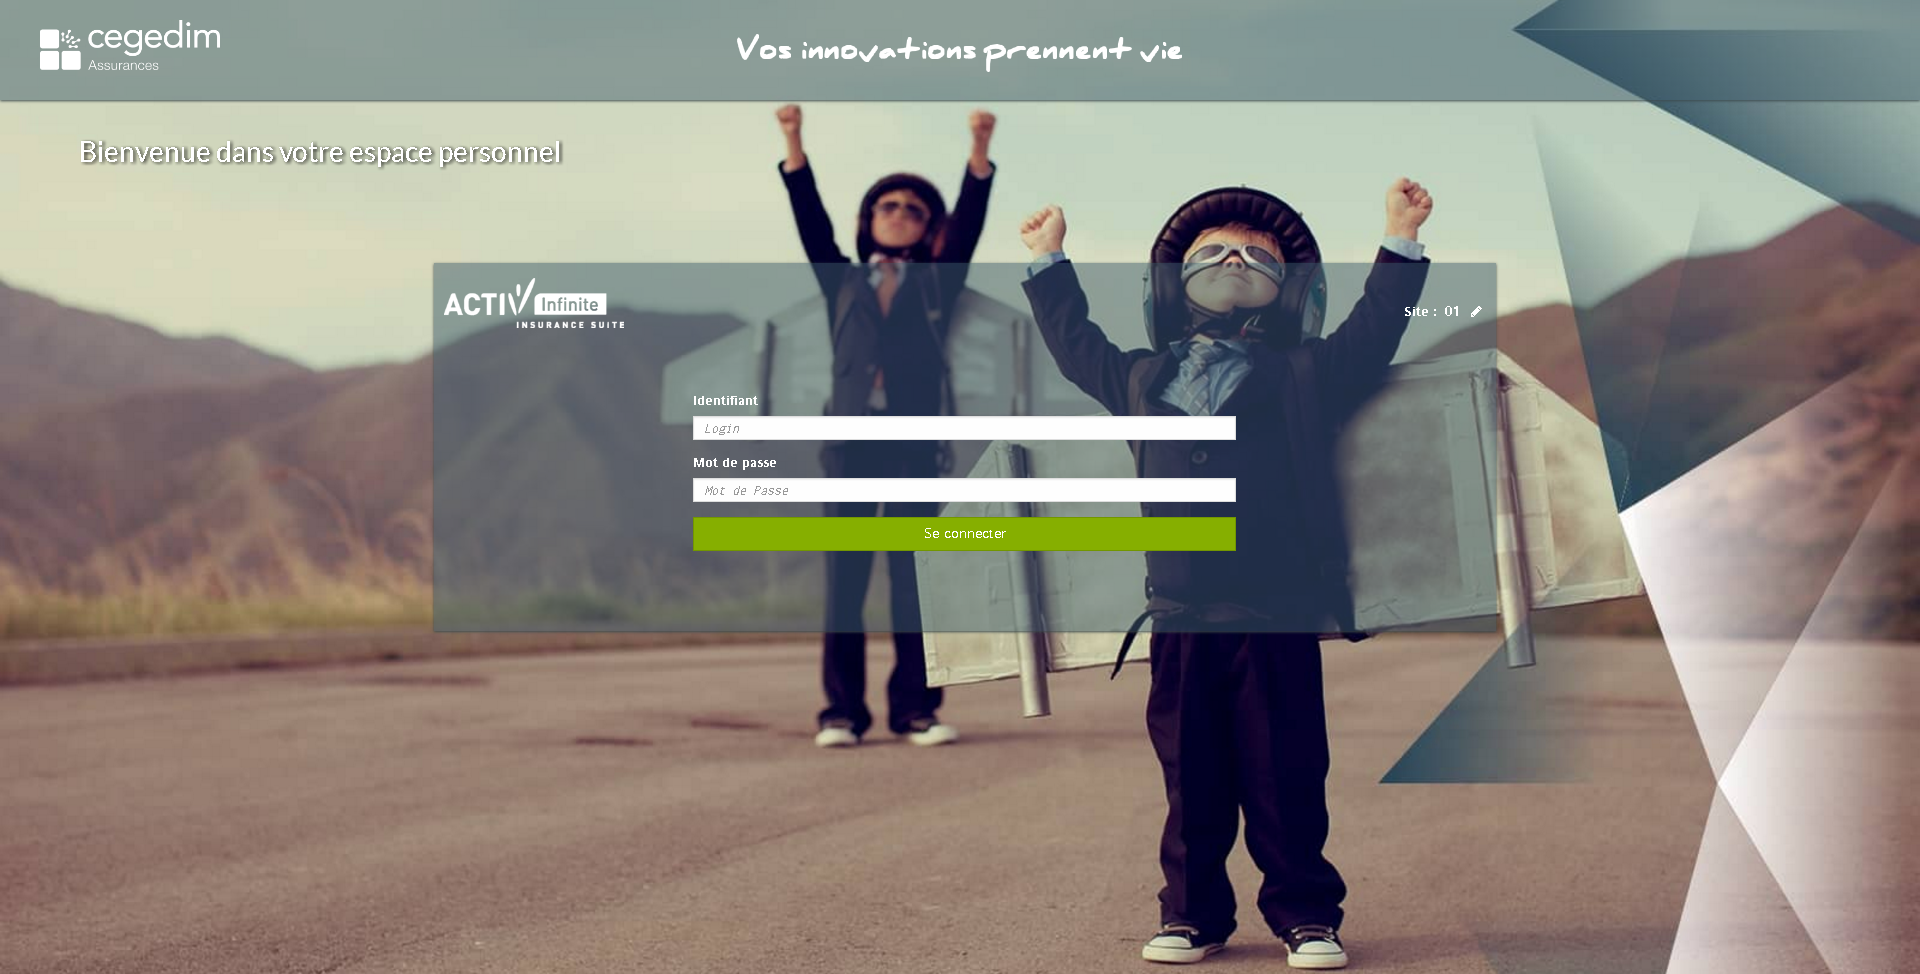 cegedim
Assurances
Vos innovations prennent vie
Bienvenue dans votre espace personnel
ACTIV Infinite
INSURANCE SUITE
Site : 01
Identifiant
Login
Mot de passe
Mot de Passe
Se connecter